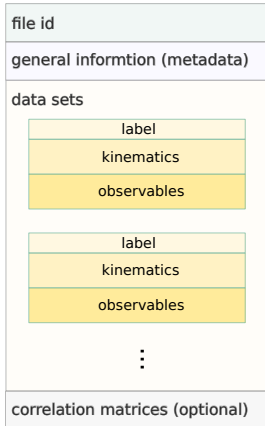 file id
general informtion (metadata)
data sets
label
kinematics
observables
label
kinematics
observables
⋮
correlation matrices (optional)